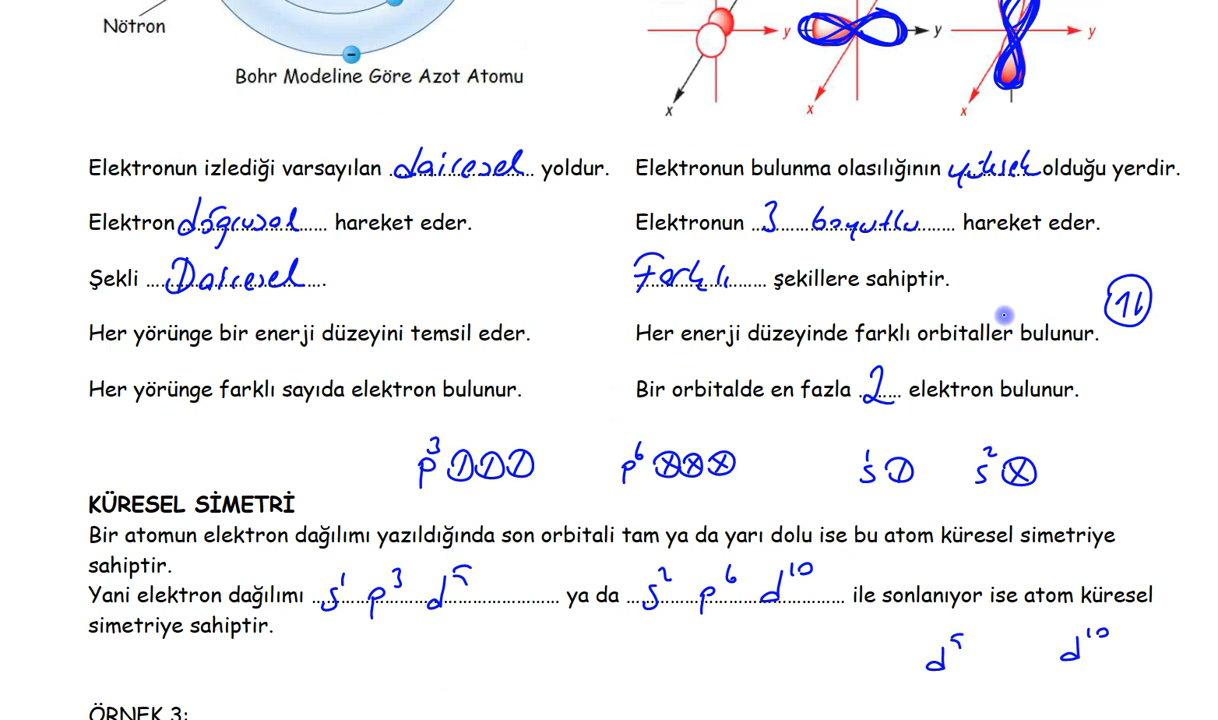 Nötron
Bohr Modeline Göre Azot Atomu
y
x
y
x
y
x
Elektronun izlediği varsayılan dairesel yoldur.
Elektron doğrusal hareket eder.
Şekli Dairesel.
Her yörünge bir enerji düzeyini temsil eder.
Her yörünge farklı sayıda elektron bulunur.
Elektronun bulunma olasılığının yüksek olduğu yerdir.
Elektronun 3 boyutlu hareket eder.
Farklı şekillere sahiptir.
Her enerji düzeyinde farklı orbitaller bulunur.
Bir orbitalde en fazla 2 elektron bulunur.
p³ p⁶ s¹ s²
KÜRESEL SİMETRİ
Bir atomun elektron dağılımı yazıldığında son orbitali tam ya da yarı dolu ise bu atom küresel simetriye
sahiptir.
Yani elektron dağılımı s¹ p³ d⁵ ya da s² p⁶ d¹⁰ ile sonlanıyor ise atom küresel
simetriye sahiptir.
d⁵ d¹⁰
ÖRNEK 3: